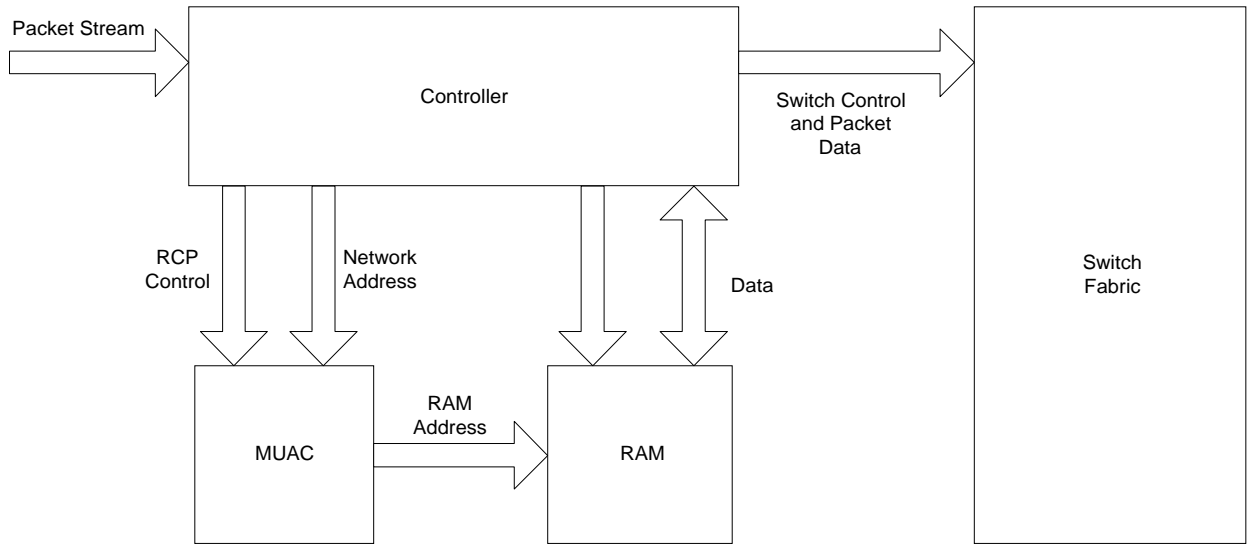 Packet Stream
Controller
Switch Control
and Packet
Data
RCP
Control
Network
Address
Data
Switch
Fabric
RAM
Address
MUAC
RAM